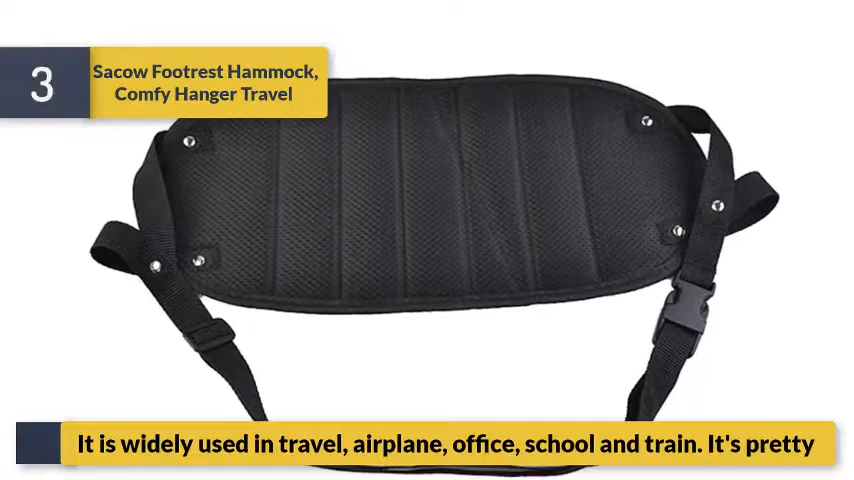 3
Sacow Footrest Hammock,
Comfy Hanger Travel
It is widely used in travel, airplane, office, school and train. It's pretty